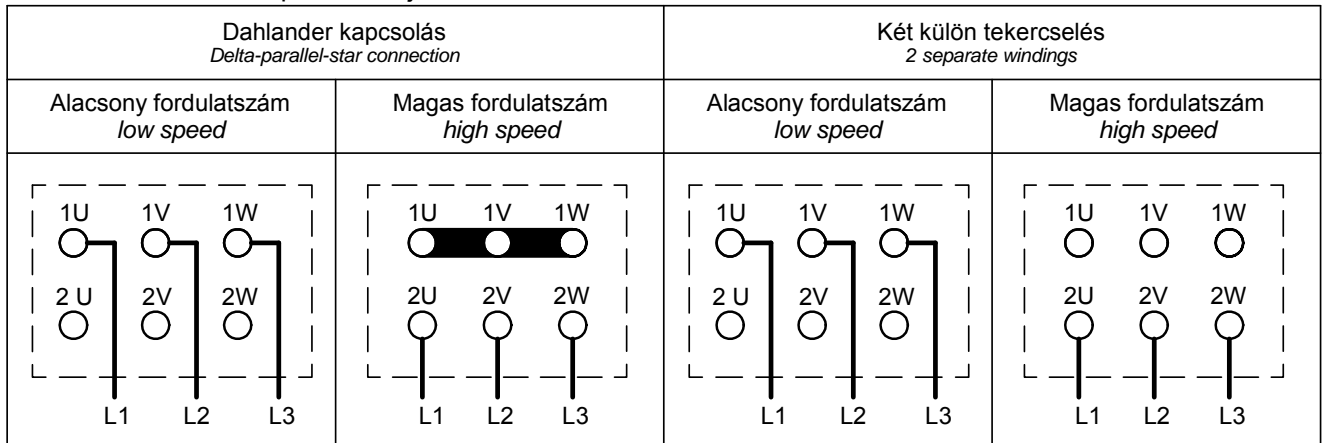 Dahlander kapcsolás
Delta-parallel-star connection
Két külön tekercselés
2 separate windings
Alacsony fordulatszám
low speed
Magas fordulatszám
high speed
Alacsony fordulatszám
low speed
Magas fordulatszám
high speed
1U 1V 1W
2 U 2V 2W
L1 L2 L3
1U 1V 1W
2U 2V 2W
L1 L2 L3
1U 1V 1W
2 U 2V 2W
L1 L2 L3
1U 1V 1W
2U 2V 2W
L1 L2 L3